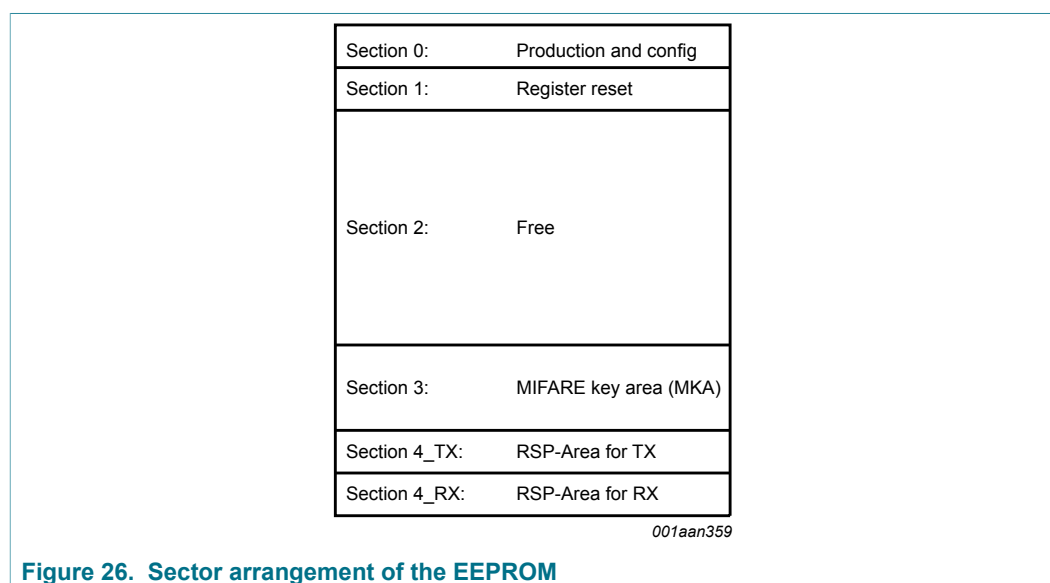 Section 0: Production and config
Section 1: Register reset
Section 2: Free
Section 3: MIFARE key area (MKA)
Section 4_TX: RSP-Area for TX
Section 4_RX: RSP-Area for RX
001aan359
Figure 26. Sector arrangement of the EEPROM